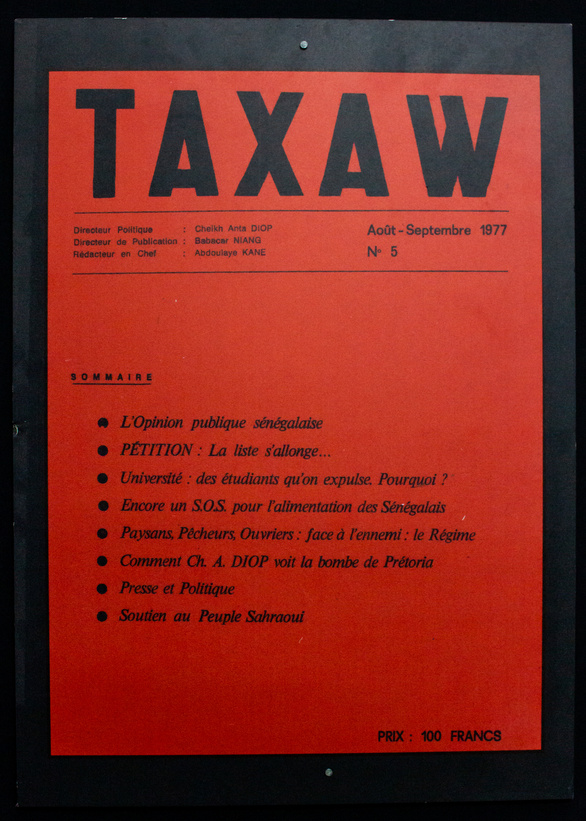 TAXAW
Directeur Politique : Cheikh Anta DIOP
Directeur de Publication : Babacar NIANG
Rédacteur en Chef : Abdoulaye KANE
Août - Septembre 1977
Nº 5
SOMMAIRE
● L'Opinion publique sénégalaise
● PÉTITION : La liste s'allonge...
● Université : des étudiants qu'on expulse. Pourquoi ?
● Encore un S.O.S. pour l'alimentation des Sénégalais
● Paysans, Pêcheurs, Ouvriers : face à l'ennemi : le Régime
● Comment Ch. A. DIOP voit la bombe de Prétoria
● Presse et Politique
● Soutien au Peuple Sahraoui
PRIX : 100 FRANCS